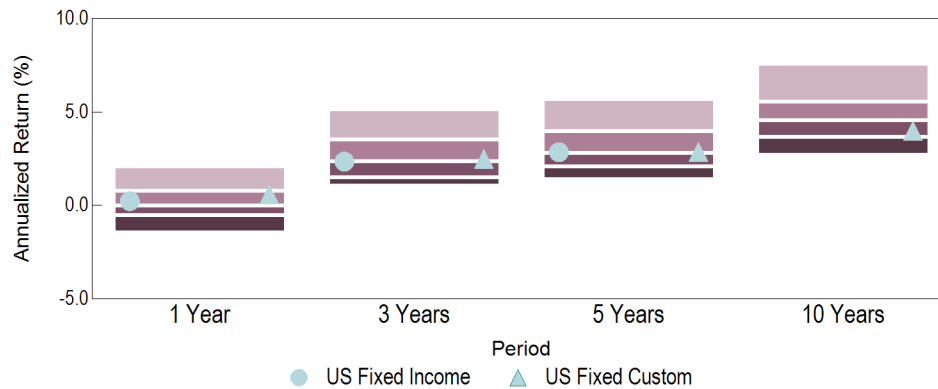 10.0
5.0
0.0
-5.0
Annualized Return (%)
1 Year 3 Years 5 Years 10 Years
Period
US Fixed Income US Fixed Custom